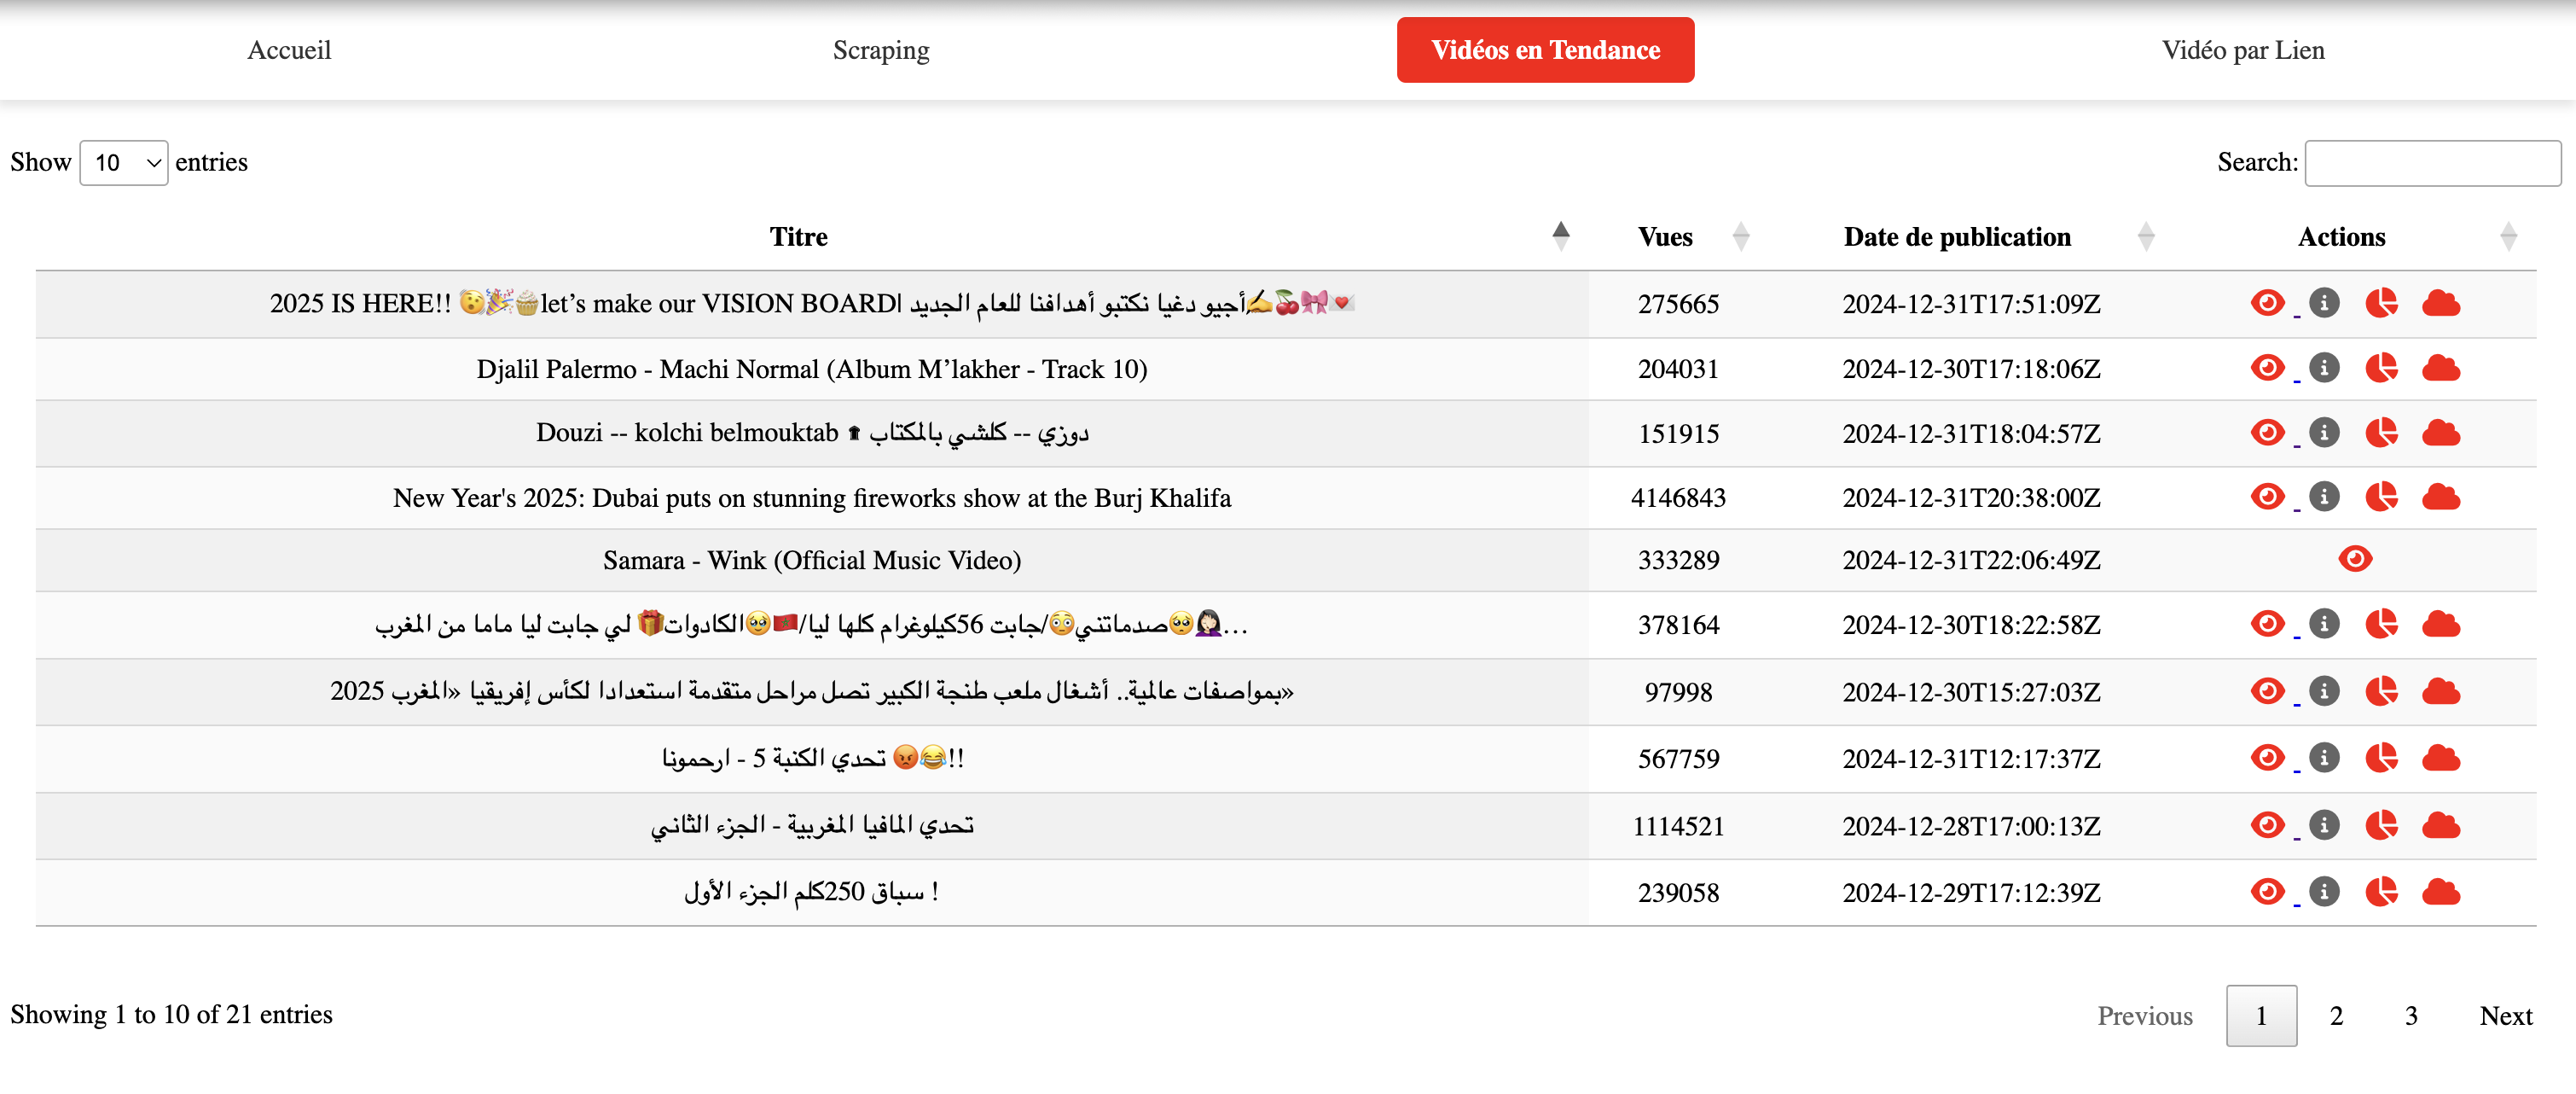 Accueil Scraping Vidéos en Tendance Vidéo par Lien
Show 10 entries Search:
Titre Vues Date de publication Actions
2025 IS HERE!! 😯🎉🧁let’s make our VISION BOARD| أجيو دغيا نكتبو أهدافنا للعام الجديد✍️🍒🎀💌 275665 2024-12-31T17:51:09Z
Djalil Palermo - Machi Normal (Album M’lakher - Track 10) 204031 2024-12-30T17:18:06Z
Douzi -- kolchi belmouktab ۩ دوزي -- كلشي بالمكتاب 151915 2024-12-31T18:04:57Z
New Year's 2025: Dubai puts on stunning fireworks show at the Burj Khalifa 4146843 2024-12-31T20:38:00Z
Samara - Wink (Official Music Video) 333289 2024-12-31T22:06:49Z
لي جابت ليا ماما من المغرب 🎁الكادوات🥹🇲🇦/جابت 56كيلوغرام كلها ليا/😳صدماتني🥺🤦🏻‍♀️… 378164 2024-12-30T18:22:58Z
«بمواصفات عالمية.. أشغال ملعب طنجة الكبير تصل مراحل متقدمة استعدادا لكأس إفريقيا «المغرب 2025 97998 2024-12-30T15:27:03Z
تحدي الكنبة 5 - ارحمونا 😡😂!! 567759 2024-12-31T12:17:37Z
تحدي المافيا المغربية - الجزء الثاني 1114521 2024-12-28T17:00:13Z
سباق 250كلم الجزء الأول ! 239058 2024-12-29T17:12:39Z
Showing 1 to 10 of 21 entries Previous 1 2 3 Next